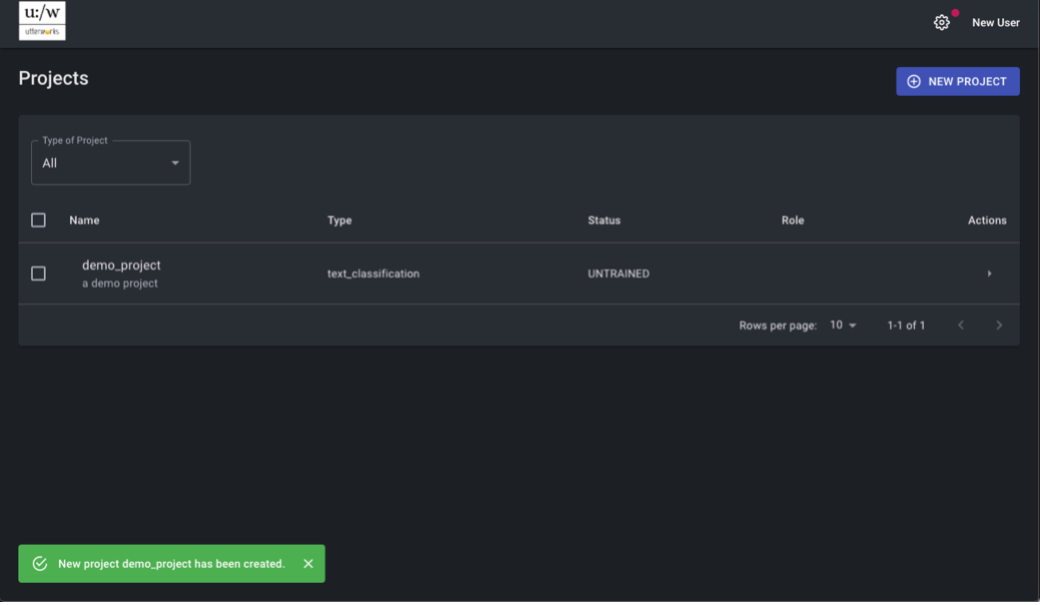 u:/w
utterworks.
New User
Projects
NEW PROJECT
Type of Project
All
Name Type Status Role Actions
demo_project text_classification UNTRAINED
a demo project
Rows per page: 10 1-1 of 1
New project demo_project has been created.